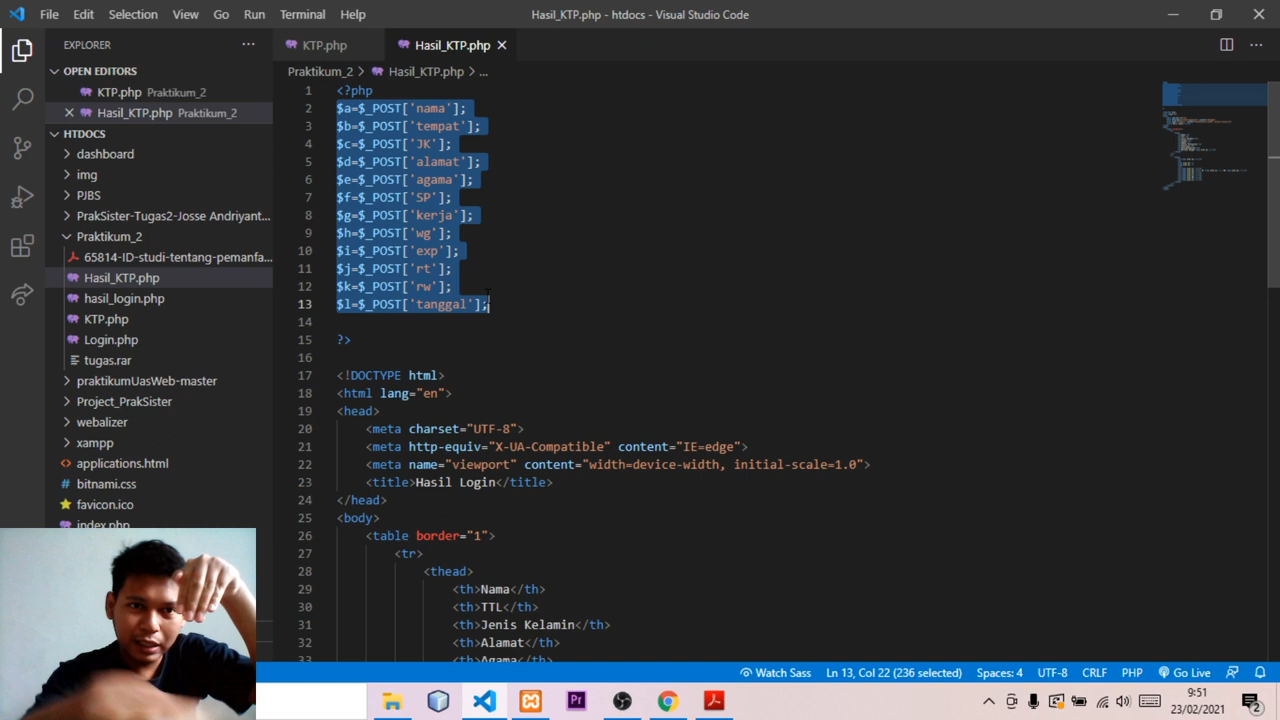 File Edit Selection View Go Run Terminal Help
Hasil_KTP.php - htdocs - Visual Studio Code
EXPLORER
OPEN EDITORS
KTP.php Praktikum_2
Hasil_KTP.php Praktikum_2
HTDOCS
dashboard
img
PJBS
PrakSister-Tugas2-Josse Andriyant...
Praktikum_2
65814-ID-studi-tentang-pemanfa...
Hasil_KTP.php
hasil_login.php
KTP.php
Login.php
tugas.rar
praktikumUasWeb-master
Project_PrakSister
webalizer
xampp
applications.html
bitnami.css
favicon.ico
index.php
KTP.php Hasil_KTP.php
Praktikum_2 > Hasil_KTP.php > ...
1 <?php
2 $a=$_POST['nama'];
3 $b=$_POST['tempat'];
4 $c=$_POST['JK'];
5 $d=$_POST['alamat'];
6 $e=$_POST['agama'];
7 $f=$_POST['SP'];
8 $g=$_POST['kerja'];
9 $h=$_POST['wg'];
10 $i=$_POST['exp'];
11 $j=$_POST['rt'];
12 $k=$_POST['rw'];
13 $l=$_POST['tanggal'];
14
15 ?>
16
17 <!DOCTYPE html>
18 <html lang="en">
19 <head>
20 <meta charset="UTF-8">
21 <meta http-equiv="X-UA-Compatible" content="IE=edge">
22 <meta name="viewport" content="width=device-width, initial-scale=1.0">
23 <title>Hasil Login</title>
24 </head>
25 <body>
26 <table border="1">
27 <tr>
28 <thead>
29 <th>Nama</th>
30 <th>TTL</th>
31 <th>Jenis Kelamin</th>
32 <th>Alamat</th>
33 <th>Agama</th>
Watch Sass Ln 13, Col 22 (236 selected) Spaces: 4 UTF-8 CRLF PHP Go Live
Pr
9:51
23/02/2021
2